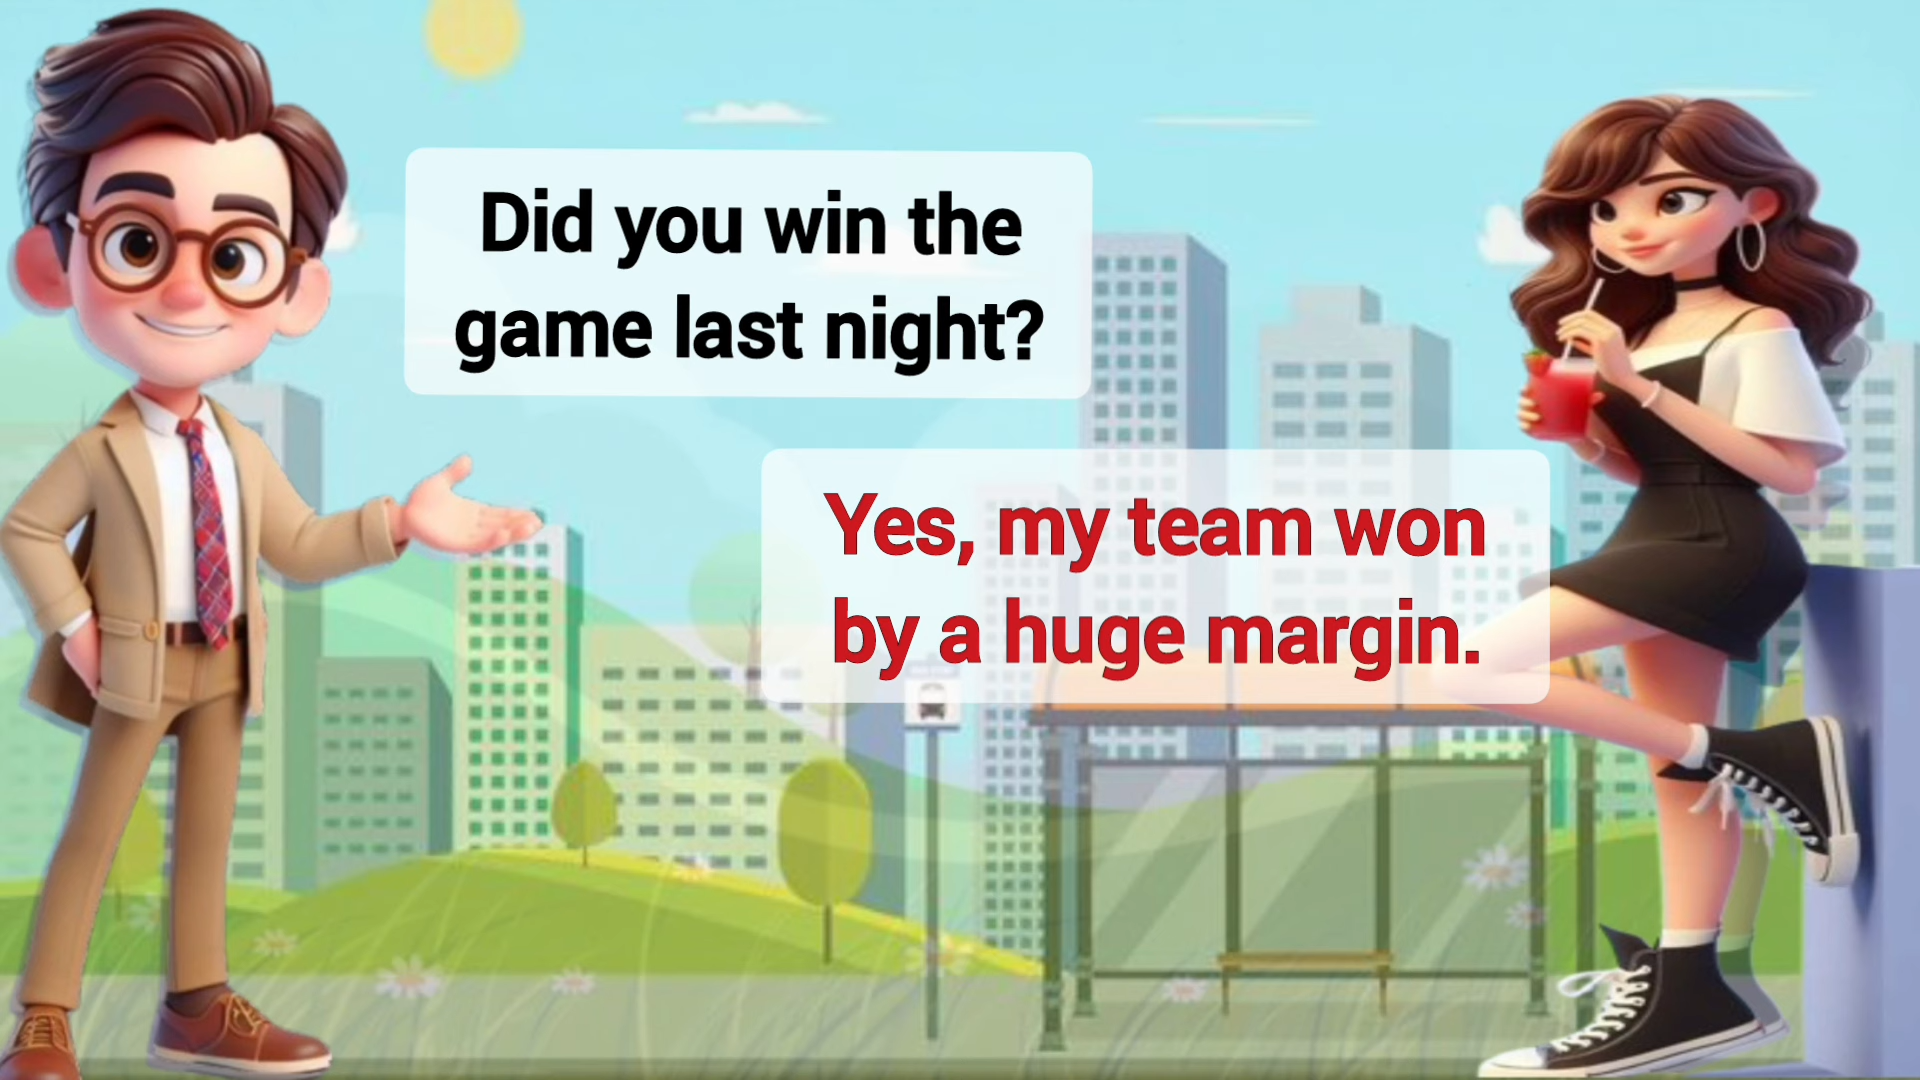 Did you win the
game last night?
Yes, my team won
by a huge margin.